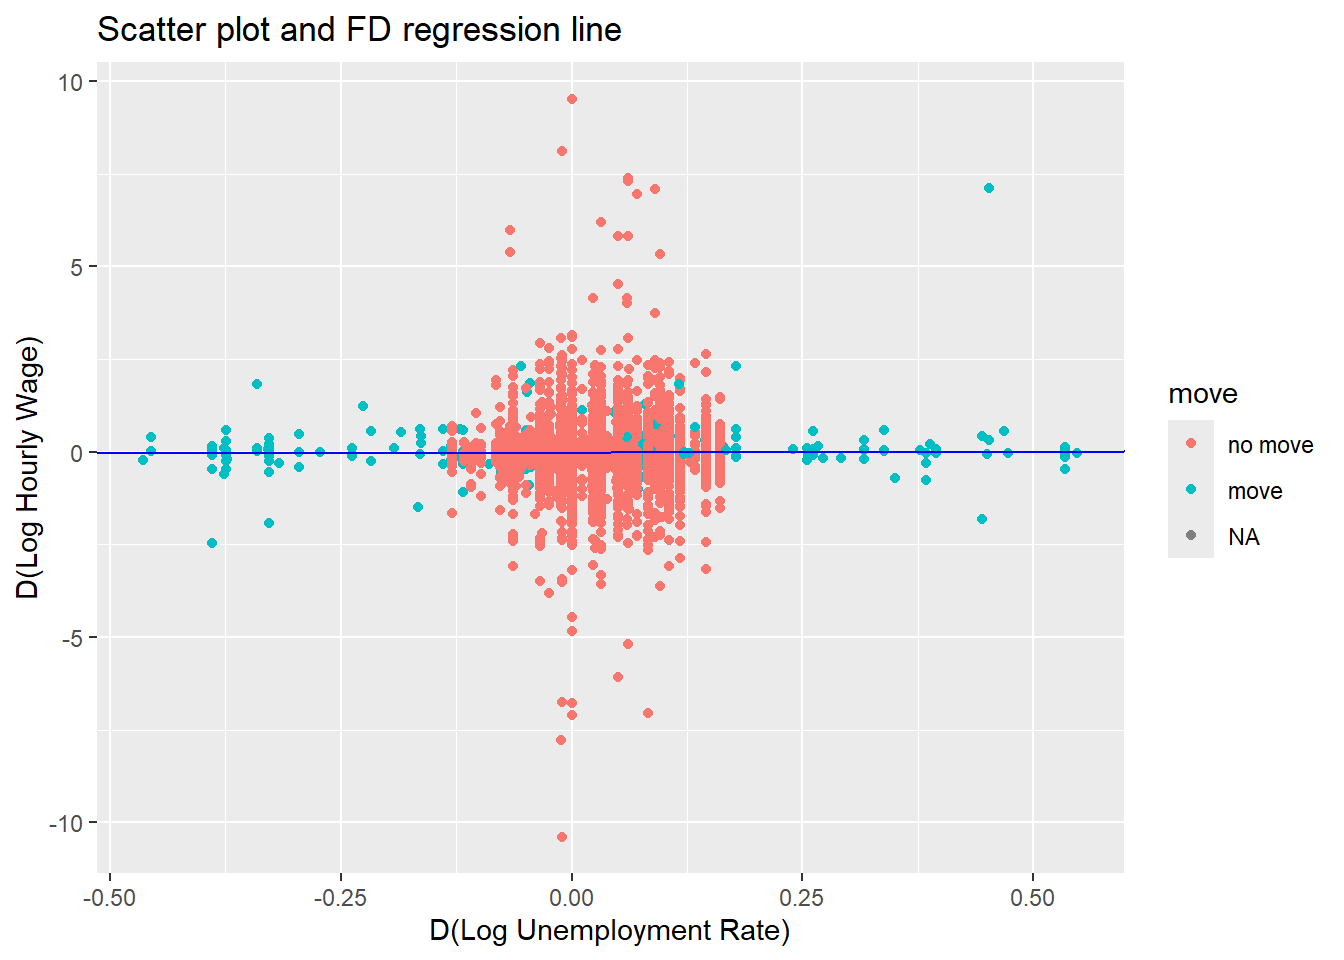 Scatter plot and FD regression line
10
5
0
-5
-10
D(Log Hourly Wage)
-0.50
-0.25
0.00
0.25
0.50
D(Log Unemployment Rate)
move
no move
move
NA